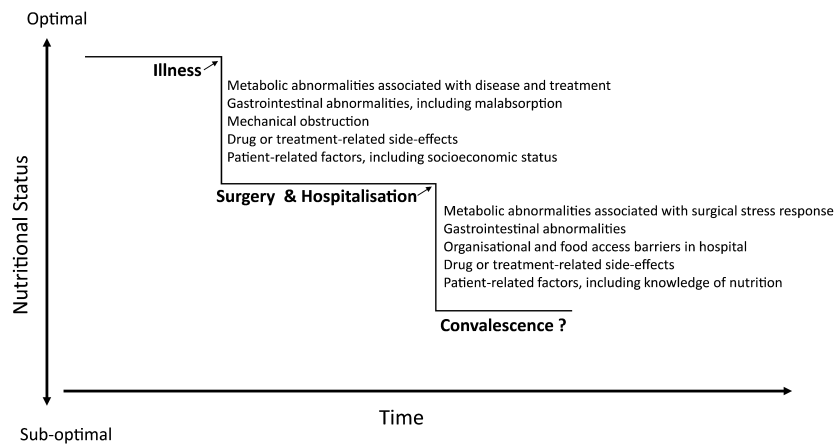 Optimal
Illness
Metabolic abnormalities associated with disease and treatment
Gastrointestinal abnormalities, including malabsorption
Mechanical obstruction
Drug or treatment-related side-effects
Patient-related factors, including socioeconomic status
Surgery & Hospitalisation
Metabolic abnormalities associated with surgical stress response
Gastrointestinal abnormalities
Organisational and food access barriers in hospital
Drug or treatment-related side-effects
Patient-related factors, including knowledge of nutrition
Convalescence ?
Nutritional Status
Time
Sub-optimal